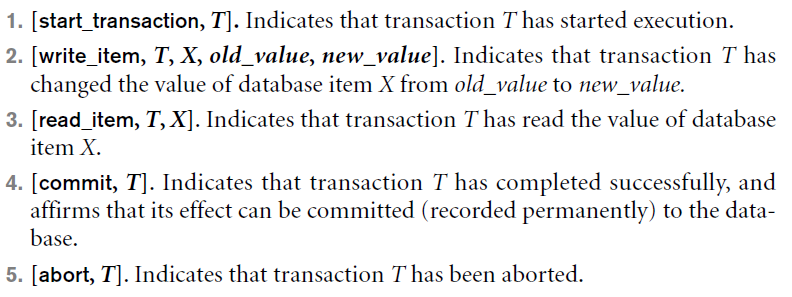 1. [start_transaction, T]. Indicates that transaction T has started execution.
2. [write_item, T, X, old_value, new_value]. Indicates that transaction T has
changed the value of database item X from old_value to new_value.
3. [read_item, T, X]. Indicates that transaction T has read the value of database
item X.
4. [commit, T]. Indicates that transaction T has completed successfully, and
affirms that its effect can be committed (recorded permanently) to the data-
base.
5. [abort, T]. Indicates that transaction T has been aborted.